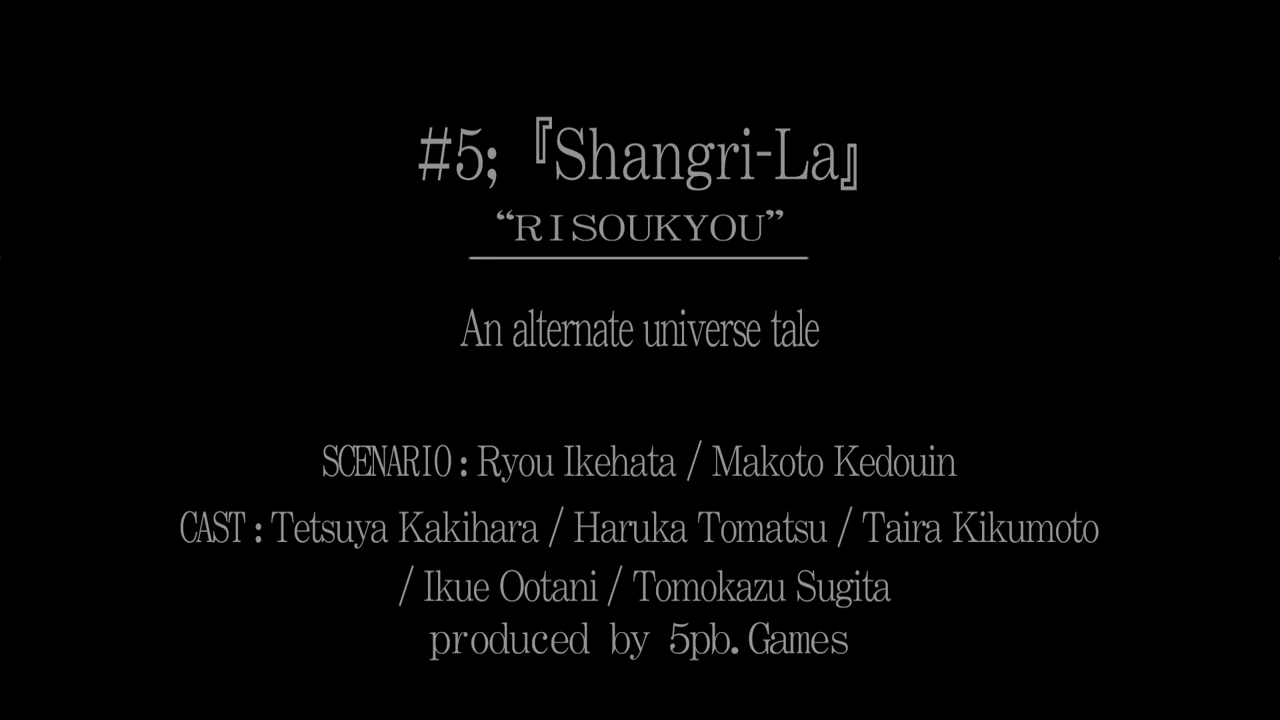 #5;『Shangri-La』
“RISOUKYOU”
An alternate universe tale
SCENARIO：Ryou Ikehata / Makoto Kedouin
CAST：Tetsuya Kakihara / Haruka Tomatsu / Taira Kikumoto
/ Ikue Ootani / Tomokazu Sugita
produced by 5pb.Games